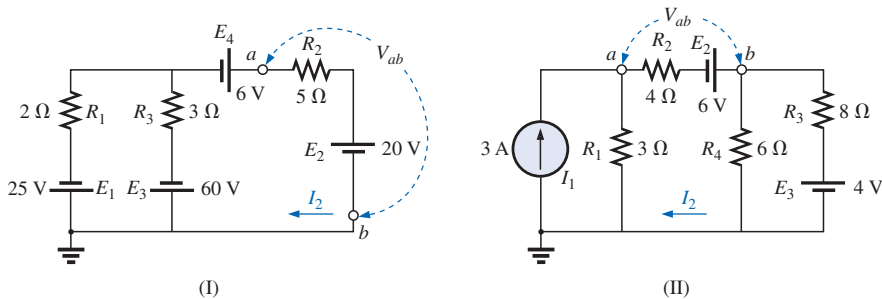 E4
a
6 V
R2
5 Ω
Vab
2 Ω
R1
R3
3 Ω
E2
20 V
25 V
E1
E3
60 V
I2
b
(I)
Vab
a
R2
E2
b
4 Ω
6 V
3 A
I1
R1
3 Ω
R4
6 Ω
R3
8 Ω
E3
4 V
I2
(II)